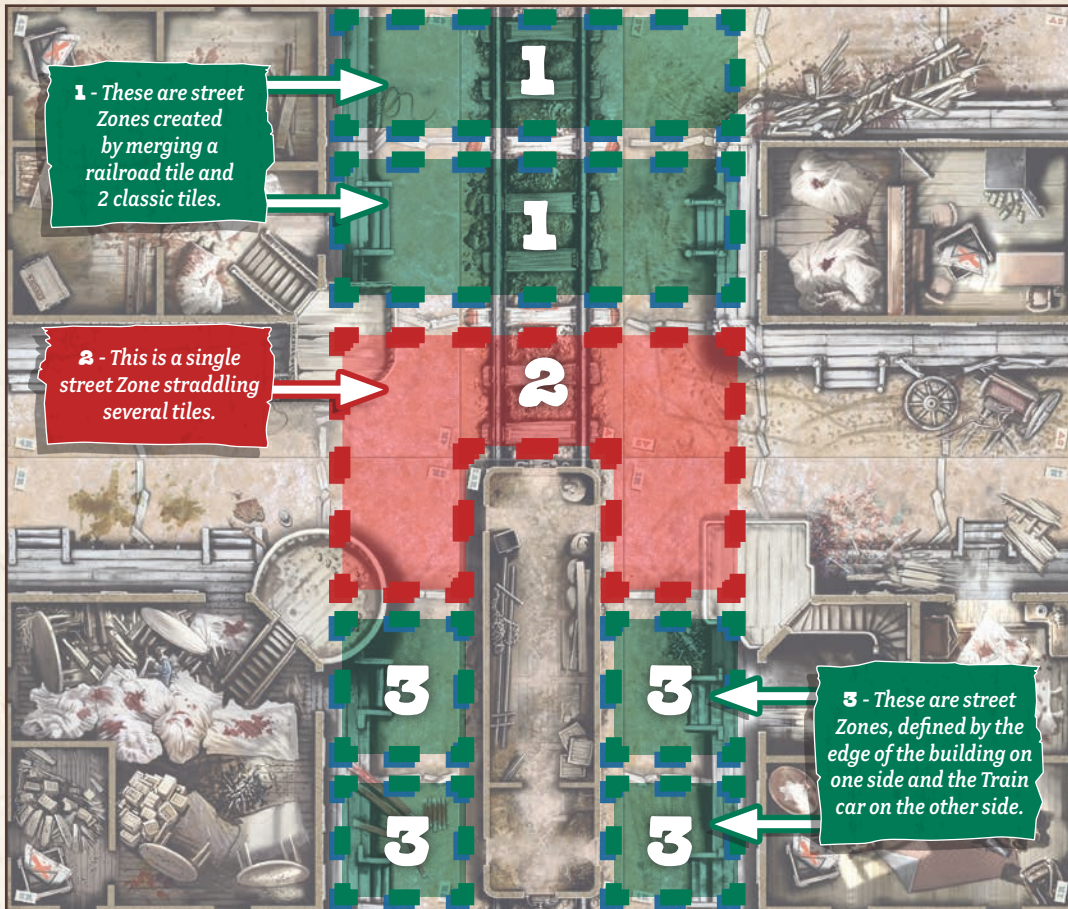 1
1 - These are street
Zones created
by merging a
railroad tile and
2 classic tiles.
1
2 - This is a single
street Zone straddling
several tiles.
2
3
3
3 - These are street
Zones, defined by the
edge of the building on
one side and the Train
car on the other side.
3
3